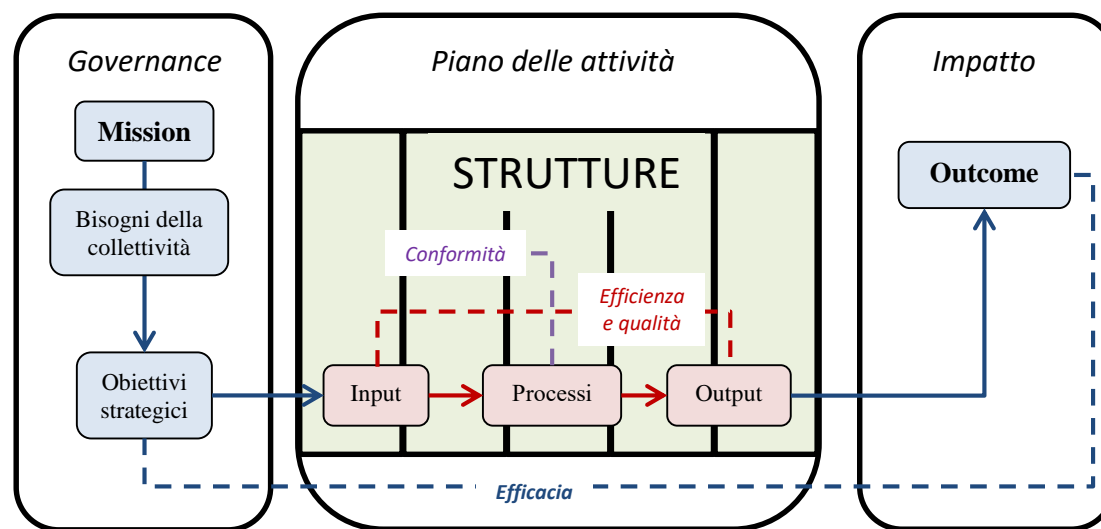 Governance
Mission
Bisogni della
collettività
Obiettivi
strategici
Piano delle attività
STRUTTURE
Conformità
Efficienza
e qualità
Input
Processi
Output
Efficacia
Impatto
Outcome